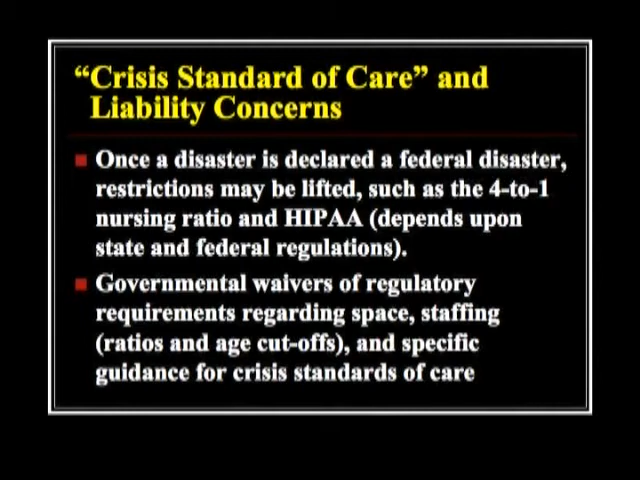 “Crisis Standard of Care” and
Liability Concerns
Once a disaster is declared a federal disaster,
restrictions may be lifted, such as the 4-to-1
nursing ratio and HIPAA (depends upon
state and federal regulations).
Governmental waivers of regulatory
requirements regarding space, staffing
(ratios and age cut-offs), and specific
guidance for crisis standards of care